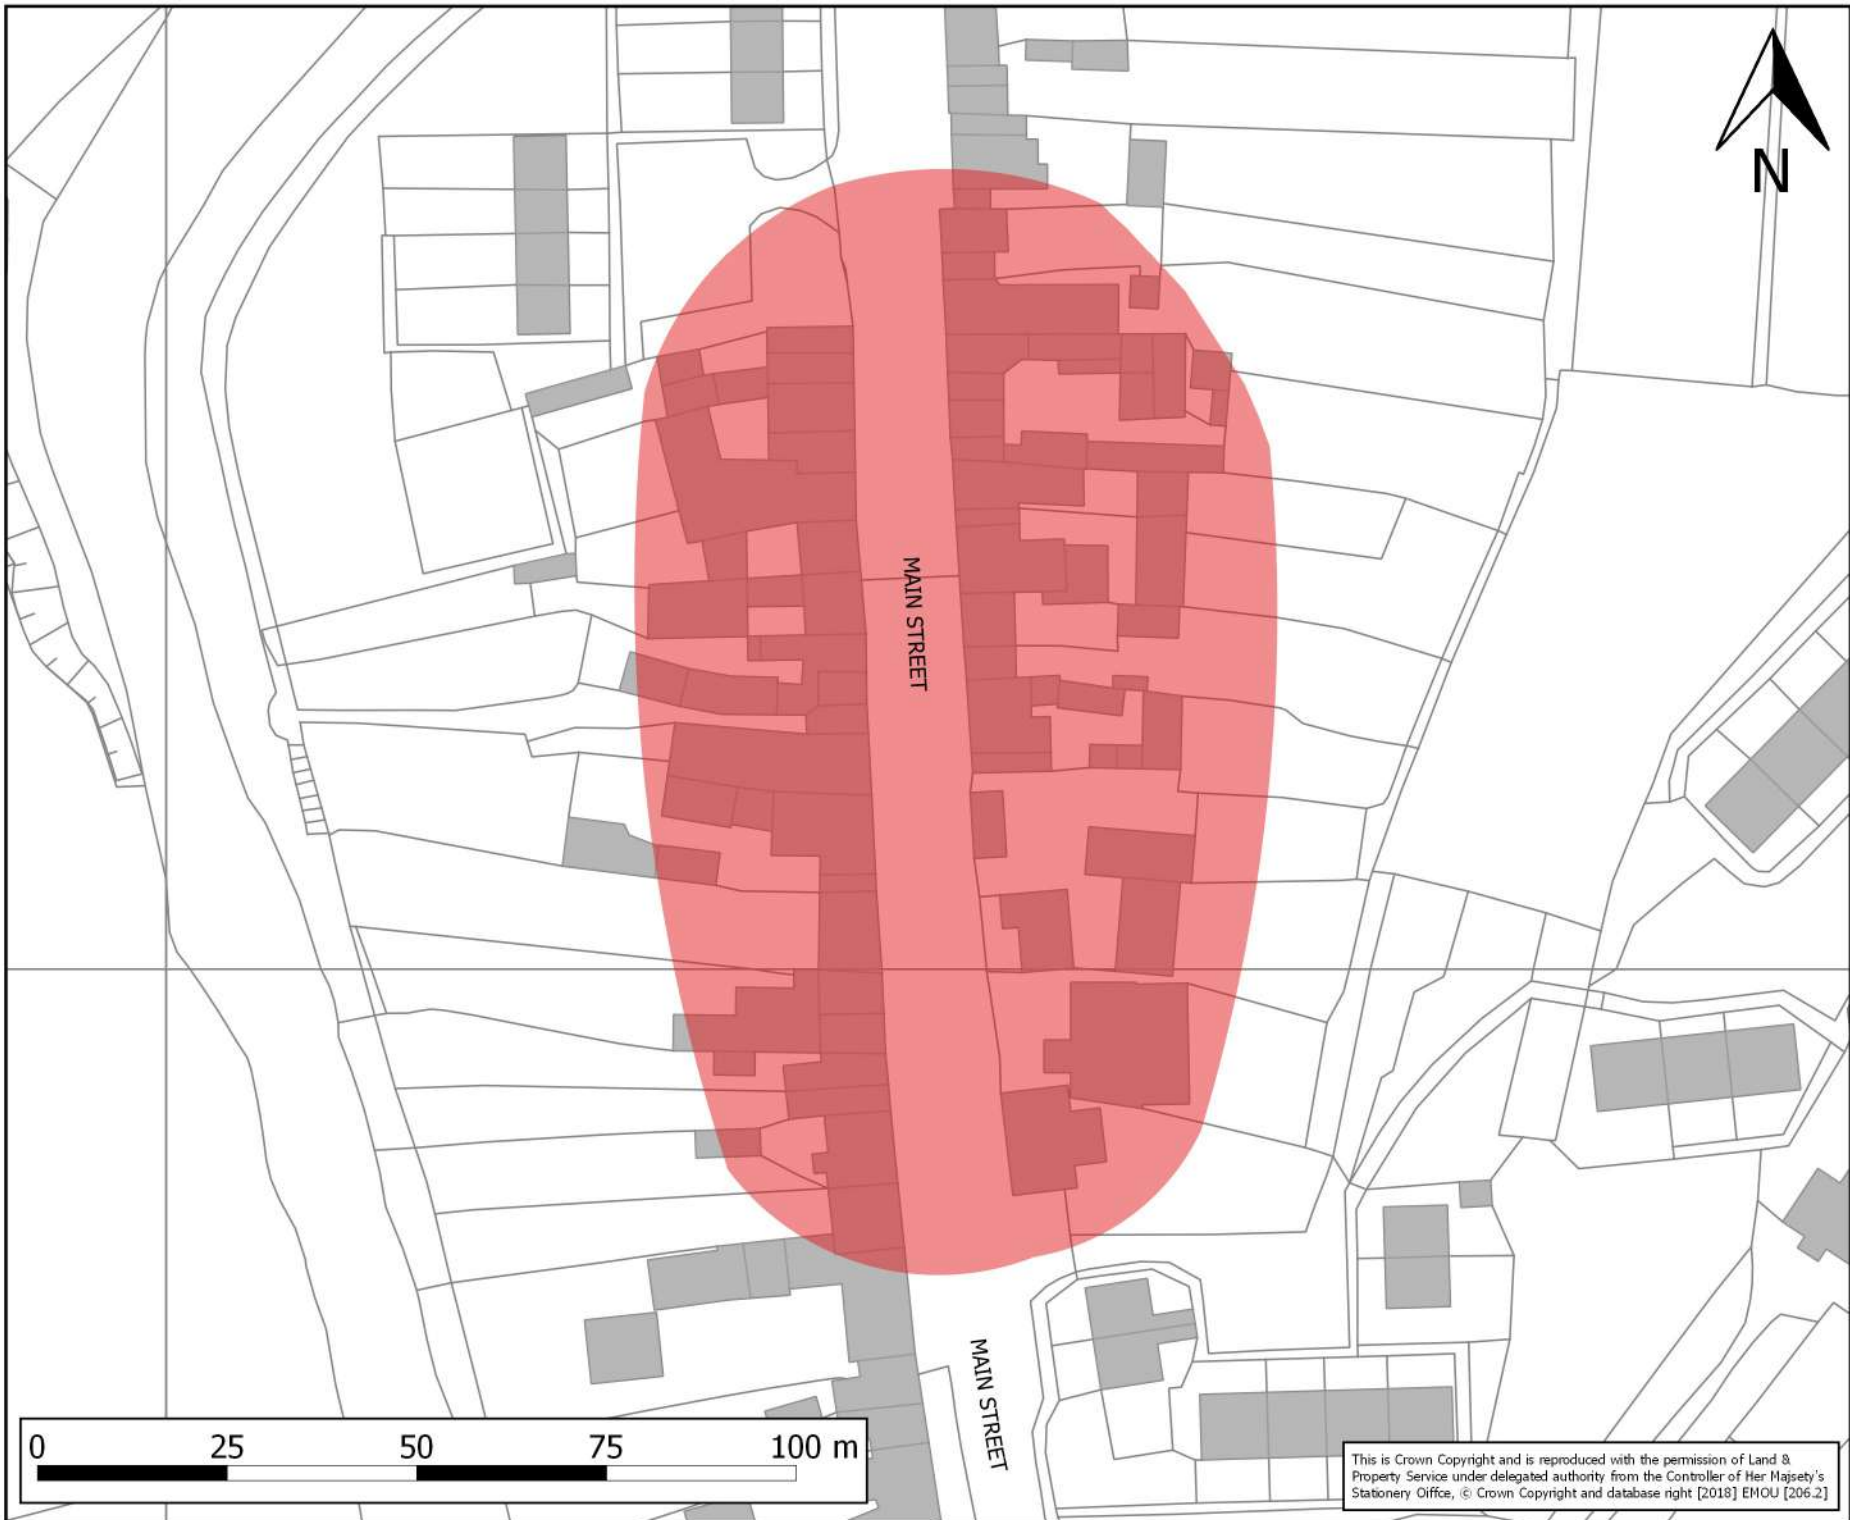 N
MAIN STREET
MAIN STREET
0 25 50 75 100 m
This is Crown Copyright and is reproduced with the permission of Land &
Property Service under delegated authority from the Controller of Her Majsety's
Stationery Oiffce, © Crown Copyright and database right [2018] EMOU [206.2]